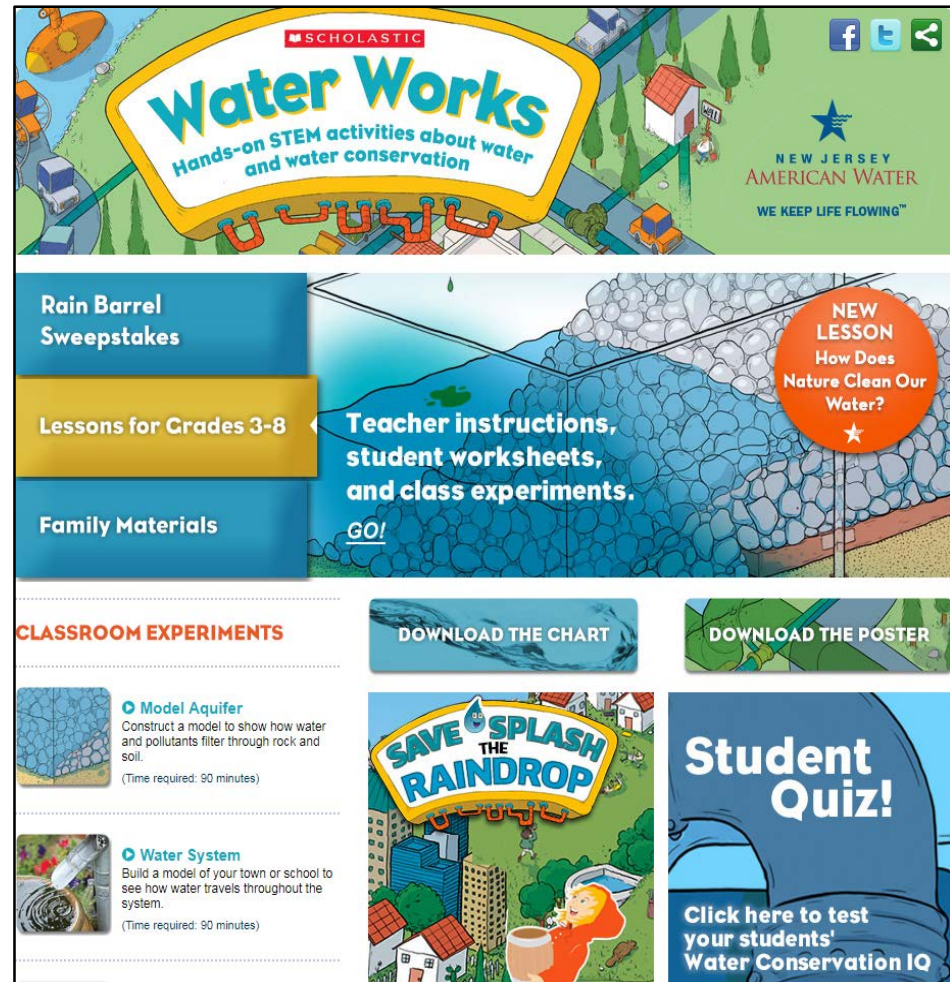 SCHOLASTIC
Water Works
Hands-on STEM activities about water
and water conservation
WELL
f
t
NEW JERSEY
AMERICAN WATER
WE KEEP LIFE FLOWING™
Rain Barrel
Sweepstakes
Lessons for Grades 3-8
Family Materials
Teacher instructions,
student worksheets,
and class experiments.
GO!
NEW
LESSON
How Does
Nature Clean Our
Water?
CLASSROOM EXPERIMENTS
Model Aquifer
Construct a model to show how water
and pollutants filter through rock and
soil.
(Time required: 90 minutes)
Water System
Build a model of your town or school to
see how water travels throughout the
system.
(Time required: 90 minutes)
DOWNLOAD THE CHART
SAVE SPLASH
THE
RAINDROP
DOWNLOAD THE POSTER
Student
Quiz!
Click here to test
your students'
Water Conservation IQ